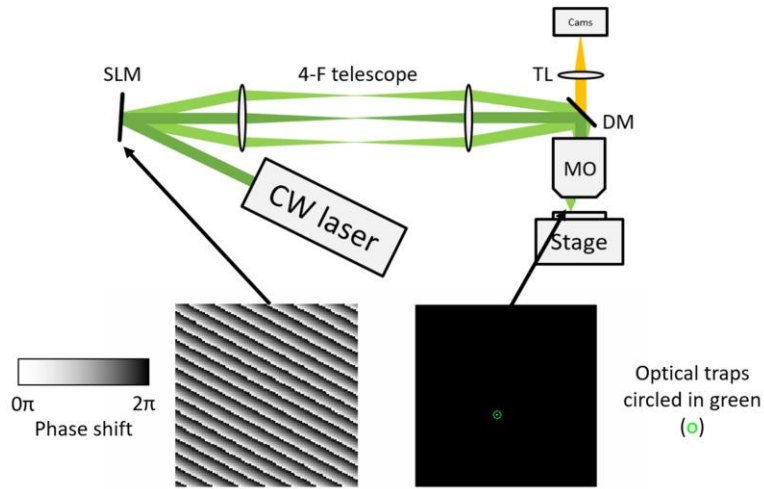 Cams
SLM
4-F telescope
TL
DM
MO
CW laser
Stage
0π
2π
Phase shift
Optical traps
circled in green
(o)